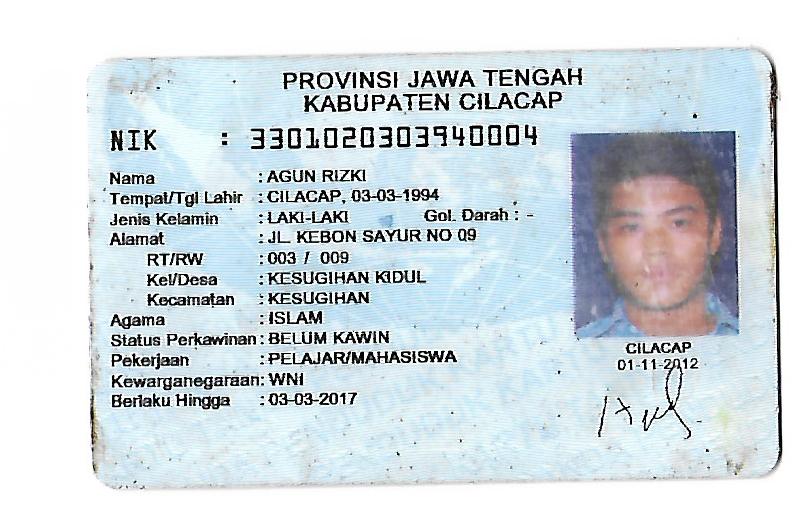 PROVINSI JAWA TENGAH
KABUPATEN CILACAP
NIK : 3301020303940004
Nama : AGUN RIZKI
Tempat/Tgl Lahir : CILACAP, 03-03-1994
Jenis Kelamin : LAKI-LAKI Gol. Darah : -
Alamat : JL. KEBON SAYUR NO 09
RT/RW : 003 / 009
Kel/Desa : KESUGIHAN KIDUL
Kecamatan : KESUGIHAN
Agama : ISLAM
Status Perkawinan : BELUM KAWIN
Pekerjaan : PELAJAR/MAHASISWA
Kewarganegaraan : WNI
Berlaku Hingga : 03-03-2017
CILACAP
01-11-2012